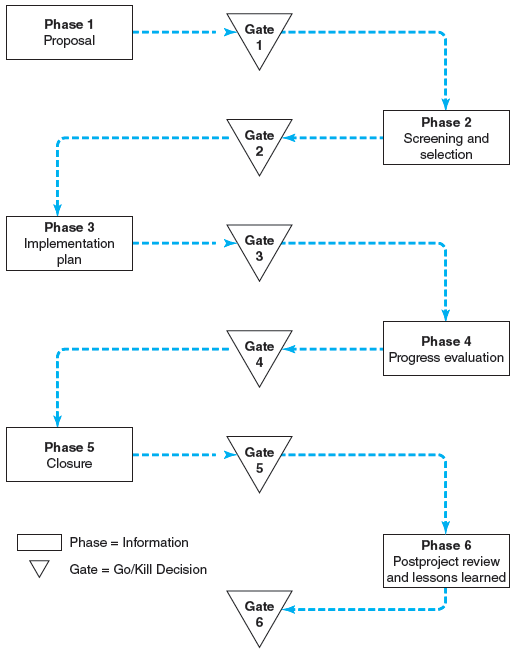 Phase 1
Proposal
Gate
1
Phase 2
Screening and
selection
Gate
2
Phase 3
Implementation
plan
Gate
3
Phase 4
Progress evaluation
Gate
4
Phase 5
Closure
Gate
5
Phase 6
Postproject review
and lessons learned
Phase = Information
Gate = Go/Kill Decision
Gate
6